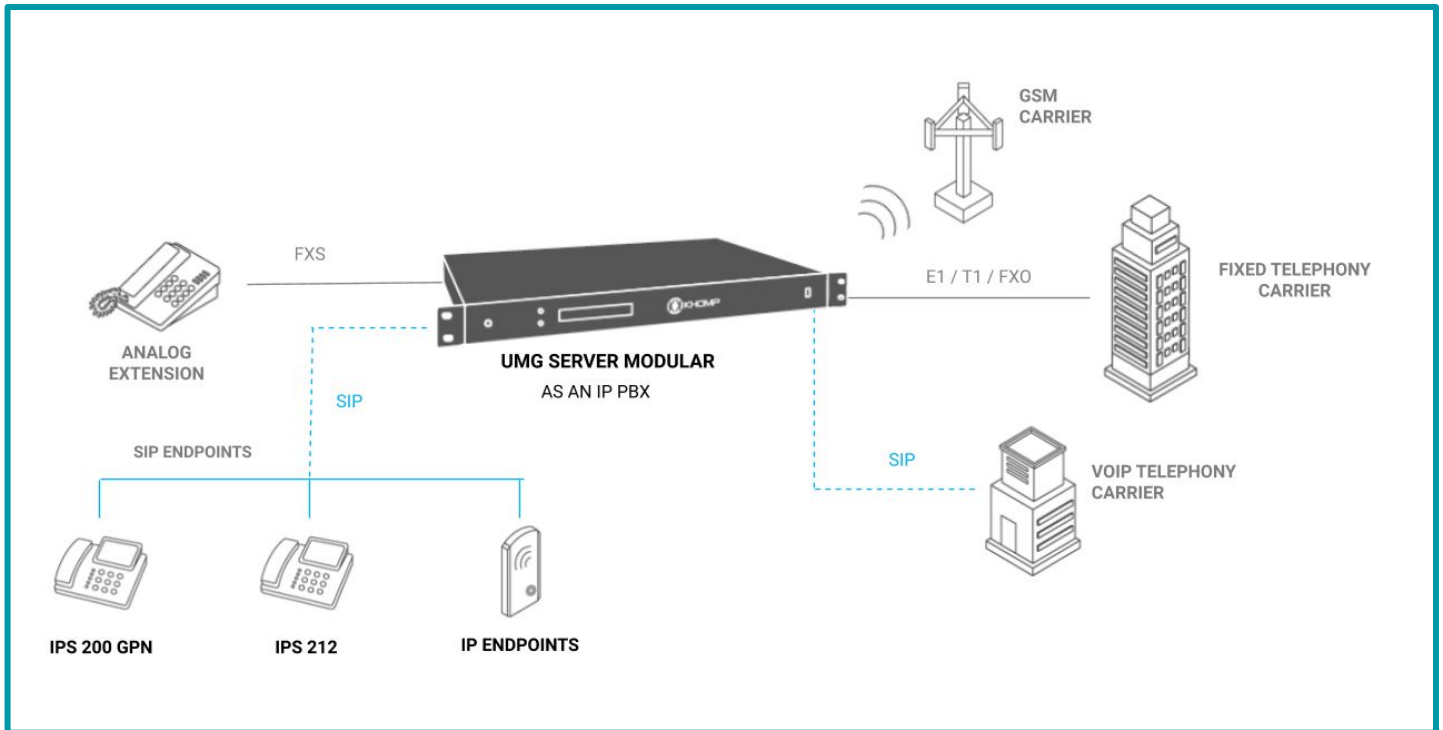 GSM
CARRIER
FXS
E1 / T1 / FXO
FIXED TELEPHONY
CARRIER
KHOMP
ANALOG
EXTENSION
UMG SERVER MODULAR
AS AN IP PBX
SIP
SIP ENDPOINTS
SIP
VOIP TELEPHONY
CARRIER
IPS 200 GPN
IPS 212
IP ENDPOINTS